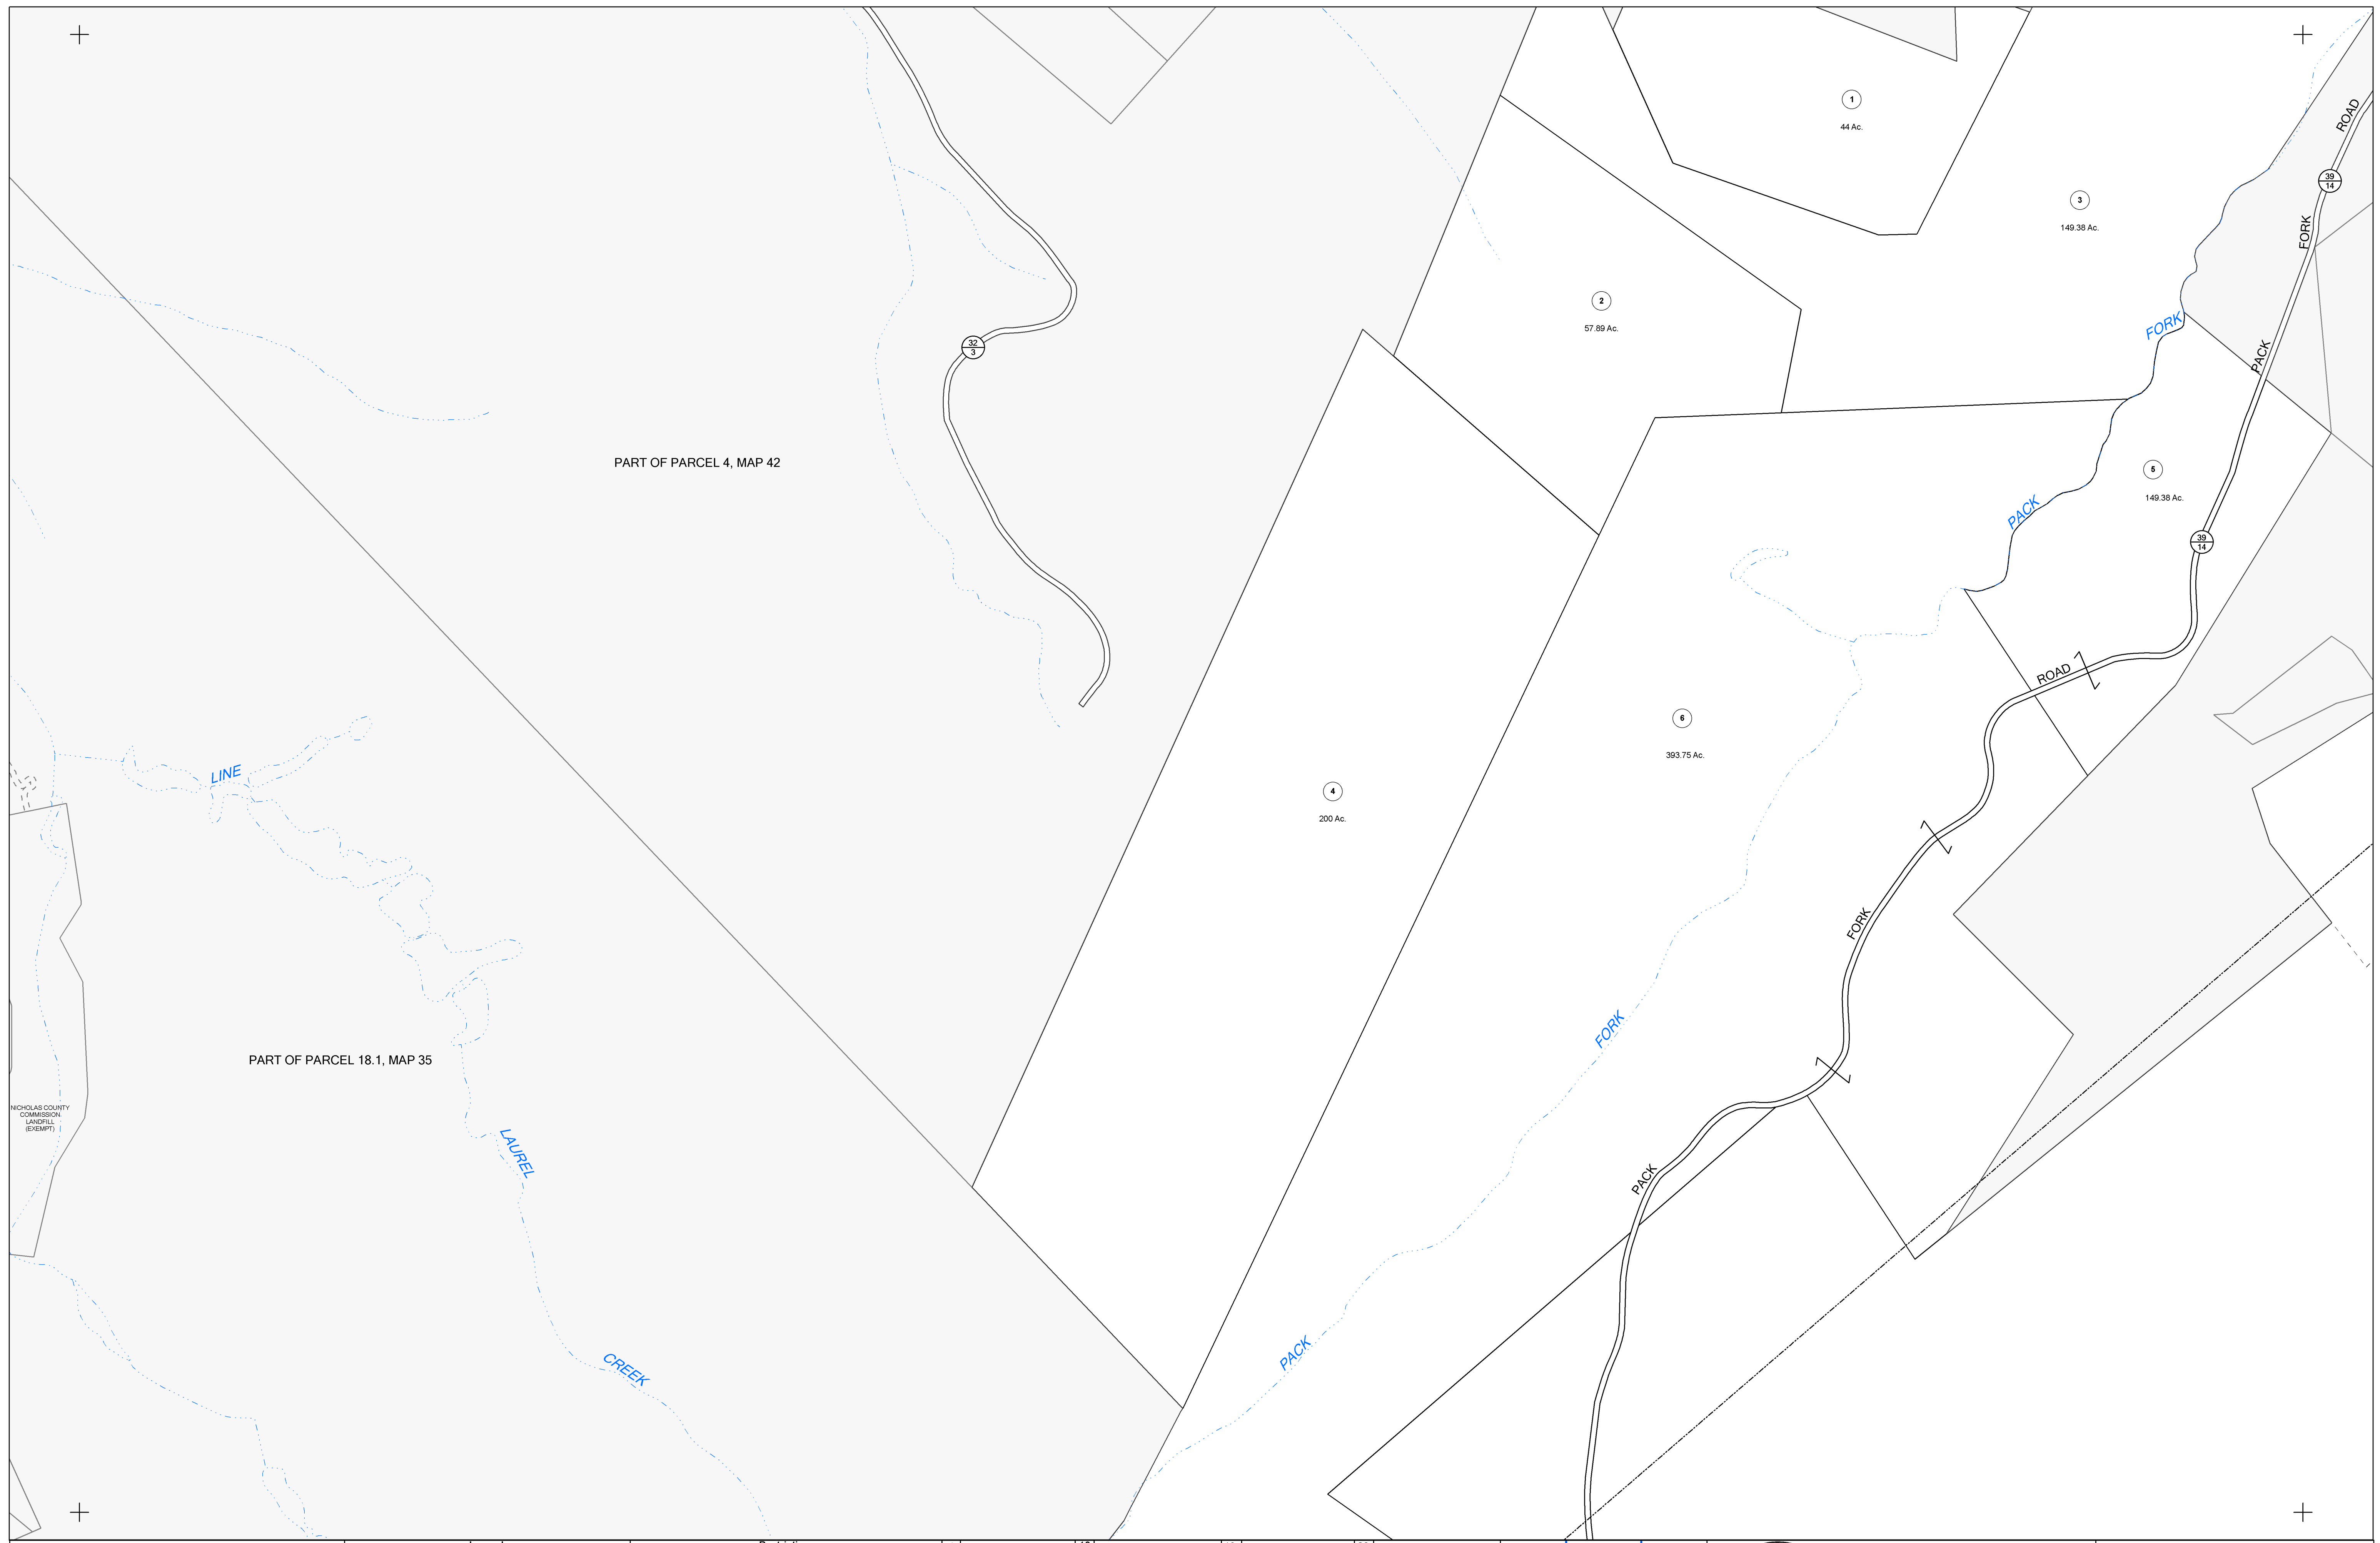 1
44 Ac.
ROAD
39
14
3
149.38 Ac.
FORK
2
57.89 Ac.
FORK
32
3
PACK
PART OF PARCEL 4, MAP 42
5
149.38 Ac.
PACK
39
14
ROAD
6
393.75 Ac.
LINE
4
200 Ac.
FORK
FORK
PART OF PARCEL 18.1, MAP 35
NICHOLAS COUNTY
COMMISSION
LANDFILL
(EXEMPT)
LAUREL
PACK
PACK
CREEK